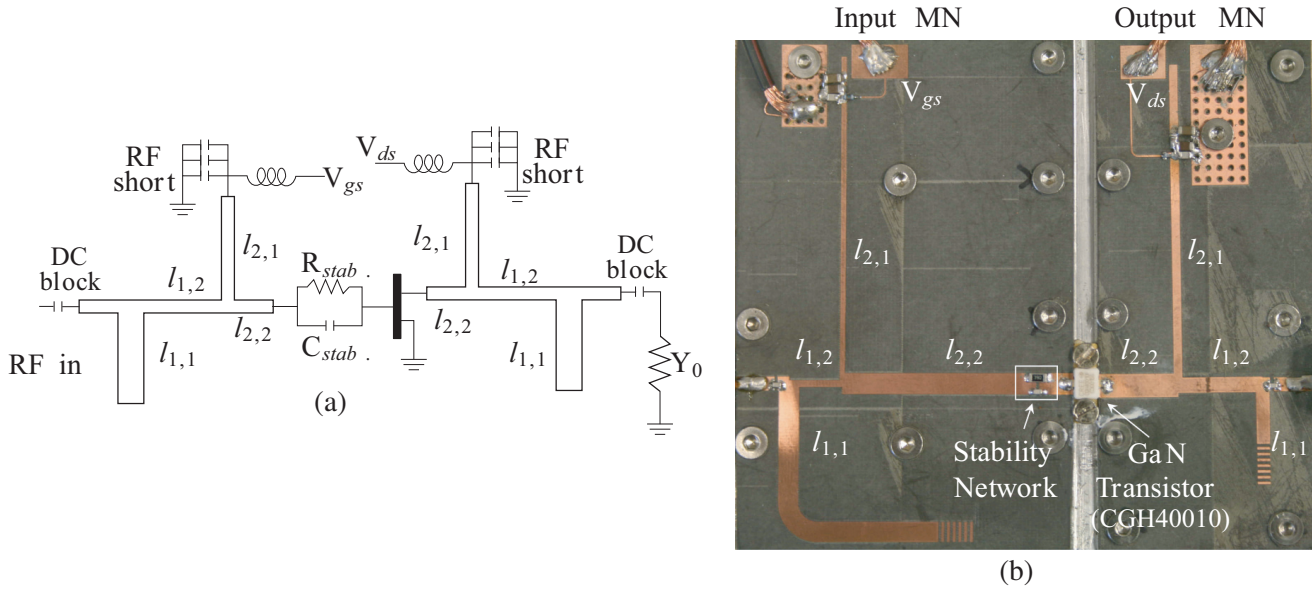 RF
short
V_gs
V_ds
RF
short
l_2,1
l_2,1
DC
block
l_1,2
R_stab.
l_1,2
DC
block
l_2,2
l_2,2
C_stab.
RF in
l_1,1
l_1,1
Y_0
(a)
Input MN
Output MN
V_gs
V_ds
l_2,1
l_2,1
l_1,2
l_2,2
l_2,2
l_1,2
l_1,1
l_1,1
Stability
Network
GaN
Transistor
(CGH40010)
(b)